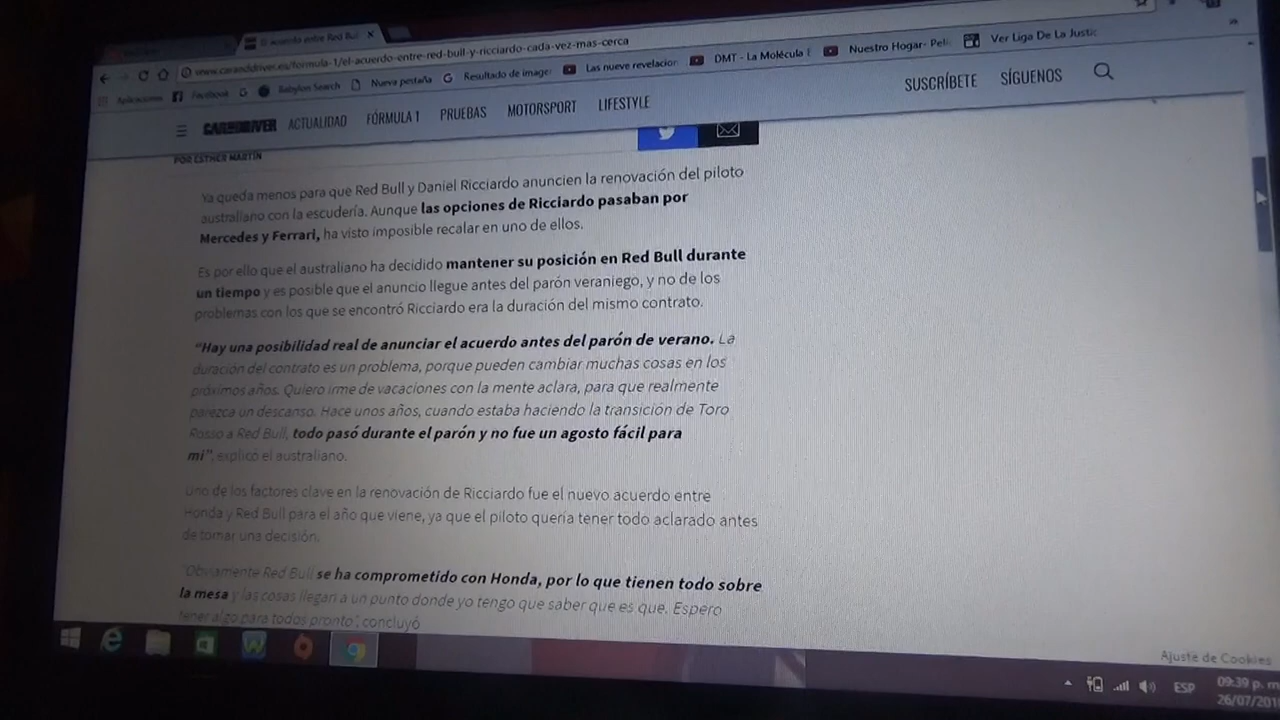 El acuerdo entre Red Bul
www.caranddriver.es/formula-1/el-acuerdo-entre-red-bull-y-ricciardo-cada-vez-mas-cerca
Aplicaciones Facebook Babylon Search Nueva pestaña Resultado de image Las nueve revelacion DMT - La Molécula Nuestro Hogar- Pelí Ver Liga De La Justic
CAR AND DRIVER ACTUALIDAD FÓRMULA 1 PRUEBAS MOTORSPORT LIFESTYLE SUSCRÍBETE SÍGUENOS
POR ESTHER MARTÍN
Ya queda menos para que Red Bull y Daniel Ricciardo anuncien la renovación del piloto
australiano con la escudería. Aunque las opciones de Ricciardo pasaban por
Mercedes y Ferrari, ha visto imposible recalar en uno de ellos.
Es por ello que el australiano ha decidido mantener su posición en Red Bull durante
un tiempo y es posible que el anuncio llegue antes del parón veraniego, y no de los
problemas con los que se encontró Ricciardo era la duración del mismo contrato.
"Hay una posibilidad real de anunciar el acuerdo antes del parón de verano. La
duración del contrato es un problema, porque pueden cambiar muchas cosas en los
próximos años. Quiero irme de vacaciones con la mente aclara, para que realmente
parezca un descanso. Hace unos años, cuando estaba haciendo la transición de Toro
Rosso a Red Bull, todo pasó durante el parón y no fue un agosto fácil para
mi", explicó el australiano.
Uno de los factores clave en la renovación de Ricciardo fue el nuevo acuerdo entre
Honda y Red Bull para el año que viene, ya que el piloto quería tener todo aclarado antes
de tomar una decisión.
"Obviamente Red Bull se ha comprometido con Honda, por lo que tienen todo sobre
la mesa y las cosas llegan a un punto donde yo tengo que saber que es que. Espero
tener algo para todos pronto", concluyó
Ajuste de Cookies
ESP 09:39 p. m
26/07/201